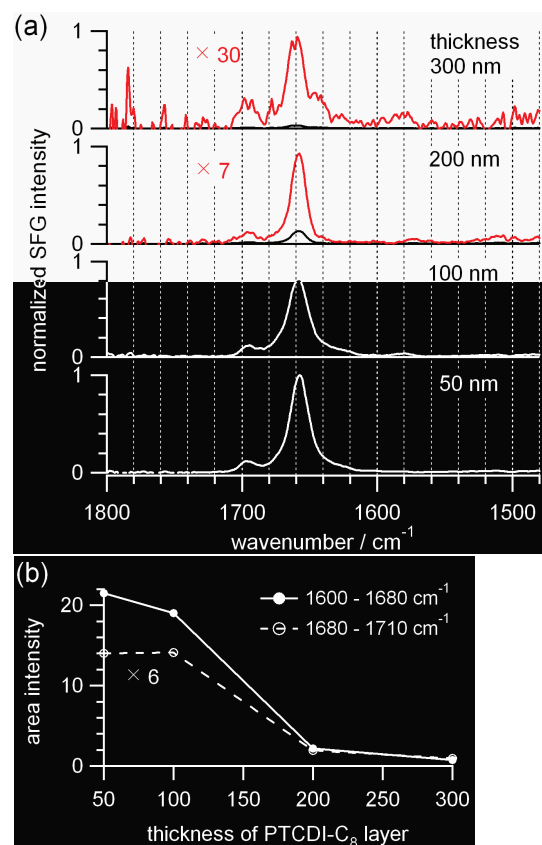 (a)
normalized SFG intensity
1
0
× 30
thickness
300 nm
1
0
× 7
200 nm
1
0
100 nm
1
0
50 nm
1800 1700 1600 1500
wavenumber / cm-1
(b)
area intensity
20
10
0
1600 - 1680 cm-1
1680 - 1710 cm-1
× 6
50 100 150 200 250 300
thickness of PTCDI-C8 layer